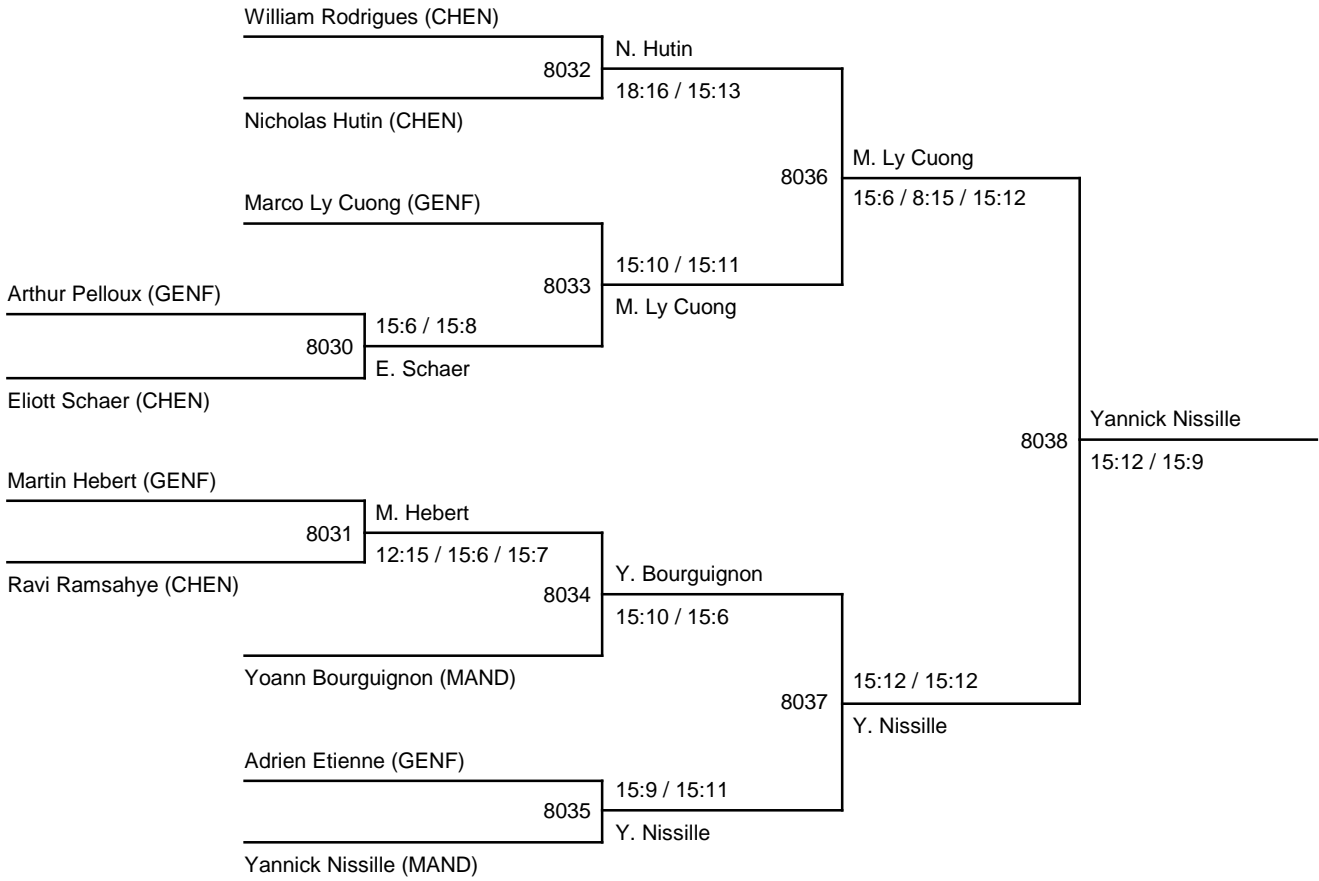 William Rodrigues (CHEN)
N. Hutin
8032
18:16 / 15:13
Nicholas Hutin (CHEN)
M. Ly Cuong
8036
15:6 / 8:15 / 15:12
Marco Ly Cuong (GENF)
15:10 / 15:11
8033
M. Ly Cuong
Arthur Pelloux (GENF)
15:6 / 15:8
8030
E. Schaer
Eliott Schaer (CHEN)
Yannick Nissille
8038
15:12 / 15:9
Martin Hebert (GENF)
M. Hebert
8031
12:15 / 15:6 / 15:7
Ravi Ramsahye (CHEN)
Y. Bourguignon
8034
15:10 / 15:6
Yoann Bourguignon (MAND)
15:12 / 15:12
8037
Y. Nissille
Adrien Etienne (GENF)
15:9 / 15:11
8035
Y. Nissille
Yannick Nissille (MAND)